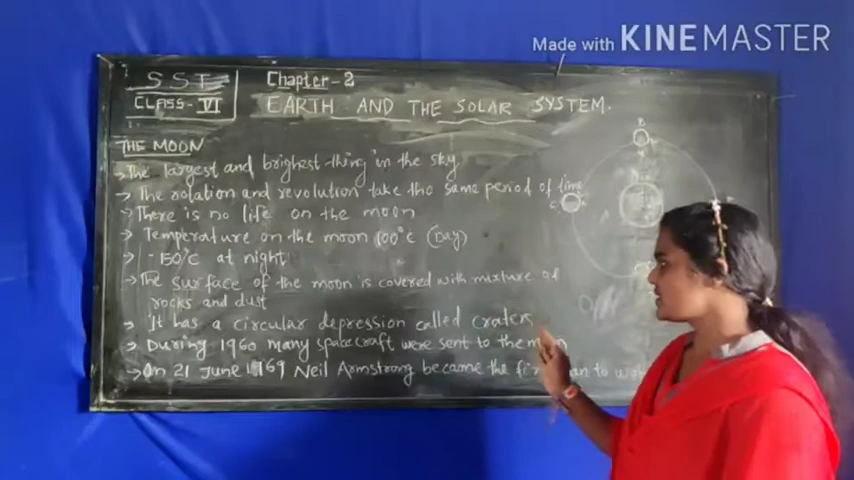 Made with KINEMASTER
SST
CLASS-VI
Chapter-2
EARTH AND THE SOLAR SYSTEM.
THE MOON
→ The largest and brightest thing in the sky
→ The rotation and revolution take the same period of time
→ There is no life on the moon
→ Temperature on the moon 100°C (Day)
→ -150°C at night
→ The surface of the moon is covered with mixture of
rocks and dust
→ It has a circular depression called craters
→ During 1960 many spacecraft were sent to the moon
→ On 21 June 1969 Neil Armstrong became the to